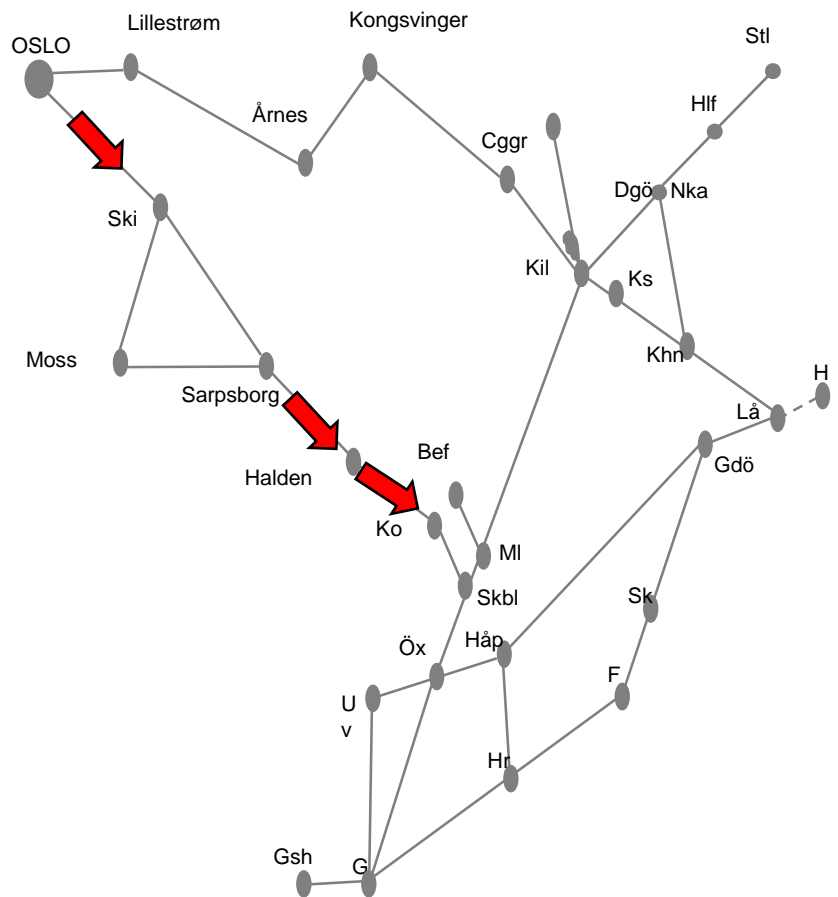 Lillestrøm
Kongsvinger
Stl
OSLO
Hlf
Årnes
Cggr
Dgö
Nka
Ski
Kil
Ks
Khn
Moss
H
Sarpsborg
Lå
Bef
Gdö
Halden
Ko
Ml
Skbl
Sk
Öx
Håp
F
U
v
Hr
Gsh
G